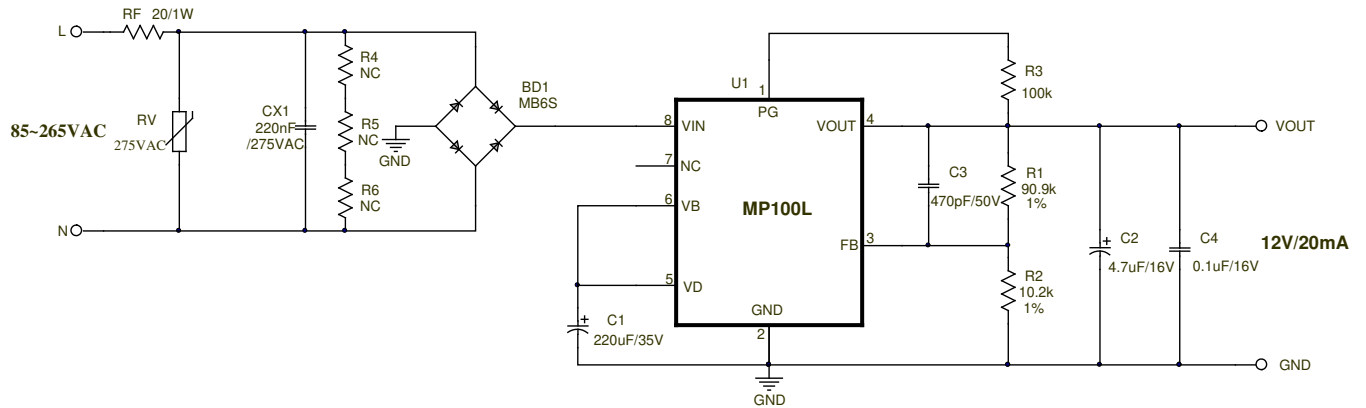 RF 20/1W
L
R4
NC
BD1
MB6S
CX1
220nF
/275VAC
RV
275VAC
85~265VAC
R5
NC
R6
NC
GND
N
U1
1
PG
8
VIN
VOUT
4
7
NC
6
VB
MP100L
FB
3
5
VD
GND
2
C1
220uF/35V
+
GND
R3
100k
VOUT
C3
470pF/50V
R1
90.9k
1%
R2
10.2k
1%
+
C2
4.7uF/16V
C4
0.1uF/16V
12V/20mA
GND